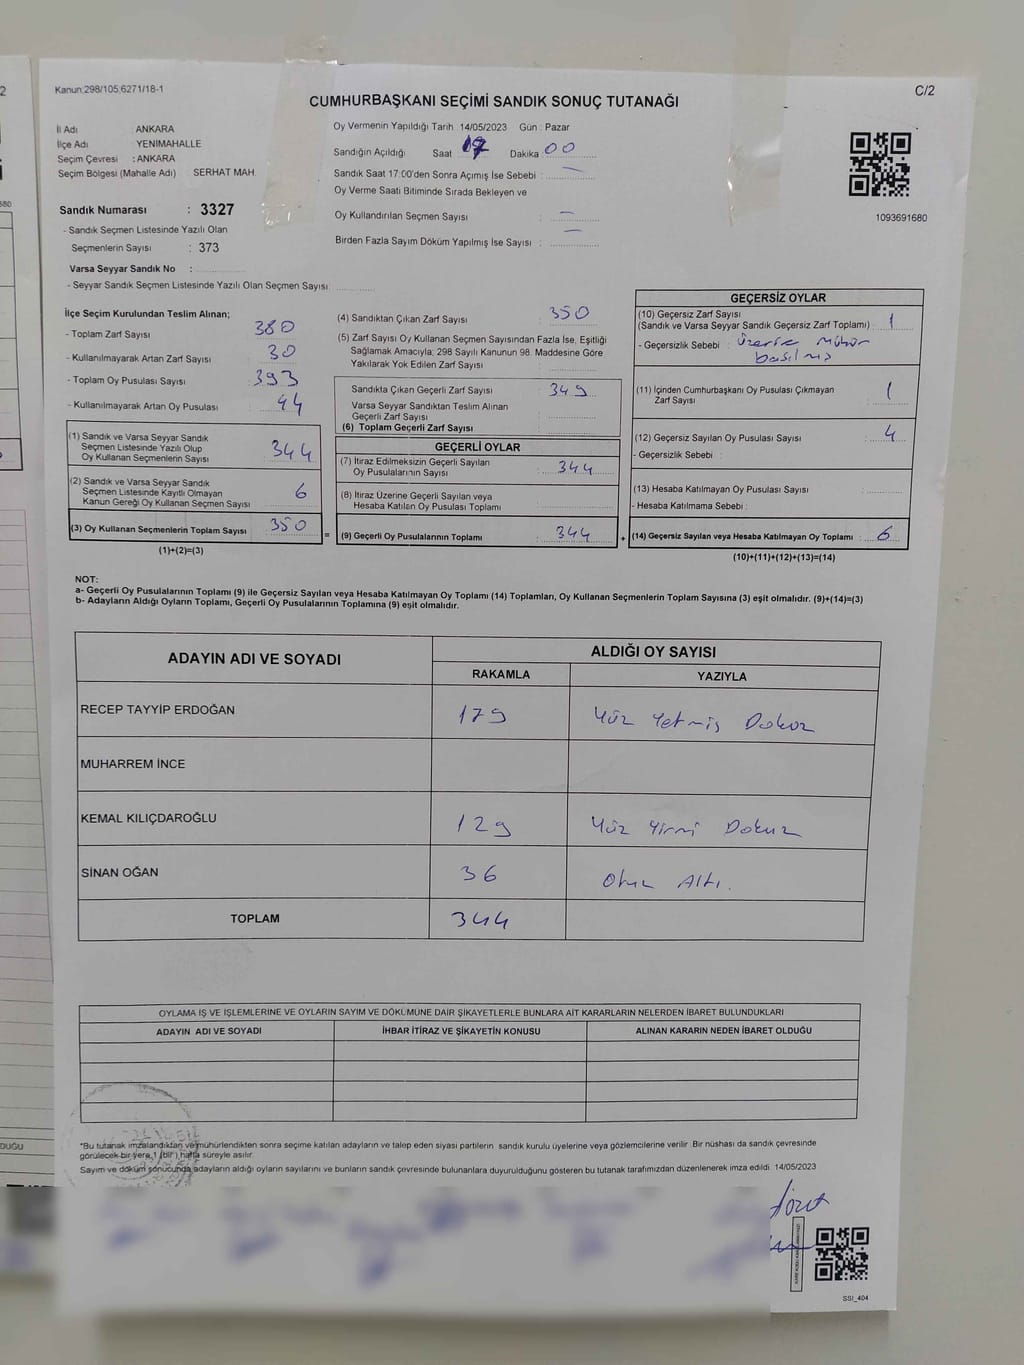 Kanun:298/105,6271/18-1
C/2
CUMHURBAŞKANI SEÇİMİ SANDIK SONUÇ TUTANAĞI
İl Adı : ANKARA
İlçe Adı YENİMAHALLE
Seçim Çevresi : ANKARA
Seçim Bölgesi (Mahalle Adı) SERHAT MAH.
Oy Vermenin Yapıldığı Tarih 14/05/2023 Gün : Pazar
Sandığın Açıldığı Saat 17 Dakika 00
Sandık Saat 17:00'den Sonra Açımış İse Sebebi : —
Oy Verme Saati Bitiminde Sırada Bekleyen ve
Oy Kullandırılan Seçmen Sayısı : —
Birden Fazla Sayım Döküm Yapılmış İse Sayısı : —
1093691680
Sandık Numarası : 3327
- Sandık Seçmen Listesinde Yazılı Olan
Seçmenlerin Sayısı : 373
Varsa Seyyar Sandık No :
- Seyyar Sandık Seçmen Listesinde Yazılı Olan Seçmen Sayısı:
İlçe Seçim Kurulundan Teslim Alınan;
- Toplam Zarf Sayısı 380
- Kullanılmayarak Artan Zarf Sayısı : 30
- Toplam Oy Pusulası Sayısı : 393
- Kullanılmayarak Artan Oy Pusulası : 44
(1) Sandık ve Varsa Seyyar Sandık
Seçmen Listesinde Yazılı Olup
Oy Kullanan Seçmenlerin Sayısı 344
(2) Sandık ve Varsa Seyyar Sandık
Seçmen Listesinde Kayıtlı Olmayan
Kanun Gereği Oy Kullanan Seçmen Sayısı 6
(3) Oy Kullanan Seçmenlerin Toplam Sayısı 350
(1)+(2)=(3)
=
(4) Sandıktan Çıkan Zarf Sayısı : 350
(5) Zarf Sayısı Oy Kullanan Seçmen Sayısından Fazla İse, Eşitliği
Sağlamak Amacıyla; 298 Sayılı Kanunun 98. Maddesine Göre
Yakılarak Yok Edilen Zarf Sayısı :
Sandıkta Çıkan Geçerli Zarf Sayısı : 349
Varsa Seyyar Sandıktan Teslim Alınan
Geçerli Zarf Sayısı :
(6) Toplam Geçerli Zarf Sayısı :
GEÇERLİ OYLAR
(7) İtiraz Edilmeksizin Geçerli Sayılan
Oy Pusulalarının Sayısı : 344
(8) İtiraz Üzerine Geçerli Sayılan veya
Hesaba Katılan Oy Pusulası Toplamı :
(9) Geçerli Oy Pusulalarının Toplamı : 344
+
GEÇERSİZ OYLAR
(10) Geçersiz Zarf Sayısı
(Sandık ve Varsa Seyyar Sandık Geçersiz Zarf Toplamı) : 1
- Geçersizlik Sebebi : Üzerine Mühür
basılmış
(11) İçinden Cumhurbaşkanı Oy Pusulası Çıkmayan
Zarf Sayısı : 1
(12) Geçersiz Sayılan Oy Pusulası Sayısı : 4
- Geçersizlik Sebebi :
(13) Hesaba Katılmayan Oy Pusulası Sayısı :
- Hesaba Katılmama Sebebi :
(14) Geçersiz Sayılan veya Hesaba Katılmayan Oy Toplamı : 6
(10)+(11)+(12)+(13)=(14)
NOT:
a- Geçerli Oy Pusulalarının Toplamı (9) ile Geçersiz Sayılan veya Hesaba Katılmayan Oy Toplamı (14) Toplamları, Oy Kullanan Seçmenlerin Toplam Sayısına (3) eşit olmalıdır. (9)+(14)=(3)
b- Adayların Aldığı Oyların Toplamı, Geçerli Oy Pusulalarının Toplamına (9) eşit olmalıdır.
ADAYIN ADI VE SOYADI
ALDIĞI OY SAYISI
RAKAMLA YAZIYLA
RECEP TAYYİP ERDOĞAN 179 Yüz Yetmiş Dokuz
MUHARREM İNCE
KEMAL KILIÇDAROĞLU 129 Yüz Yirmi Dokuz
SİNAN OĞAN 36 Otuz Altı.
TOPLAM 344
OYLAMA İŞ VE İŞLEMLERİNE VE OYLARIN SAYIM VE DÖKÜMÜNE DAİR ŞİKAYETLERLE BUNLARA AİT KARARLARIN NELERDEN İBARET BULUNDUKLARI
ADAYIN ADI VE SOYADI İHBAR İTİRAZ VE ŞİKAYETİN KONUSU ALINAN KARARIN NEDEN İBARET OLDUĞU
*Bu tutanak imzalandıktan ve mühürlendikten sonra seçime katılan adayların ve talep eden siyasi partilerin sandık kurulu üyelerine veya gözlemcilerine verilir. Bir nüshası da sandık çevresinde
görülecek bir yere 1 (bir) hafta süreyle asılır.
Sayım ve döküm sonucunda adayların aldığı oyların sayılarını ve bunların sandık çevresinde bulunanlara duyurulduğunu gösteren bu tutanak tarafımızdan düzenlenerek imza edildi. 14/05/2023
SSI_404